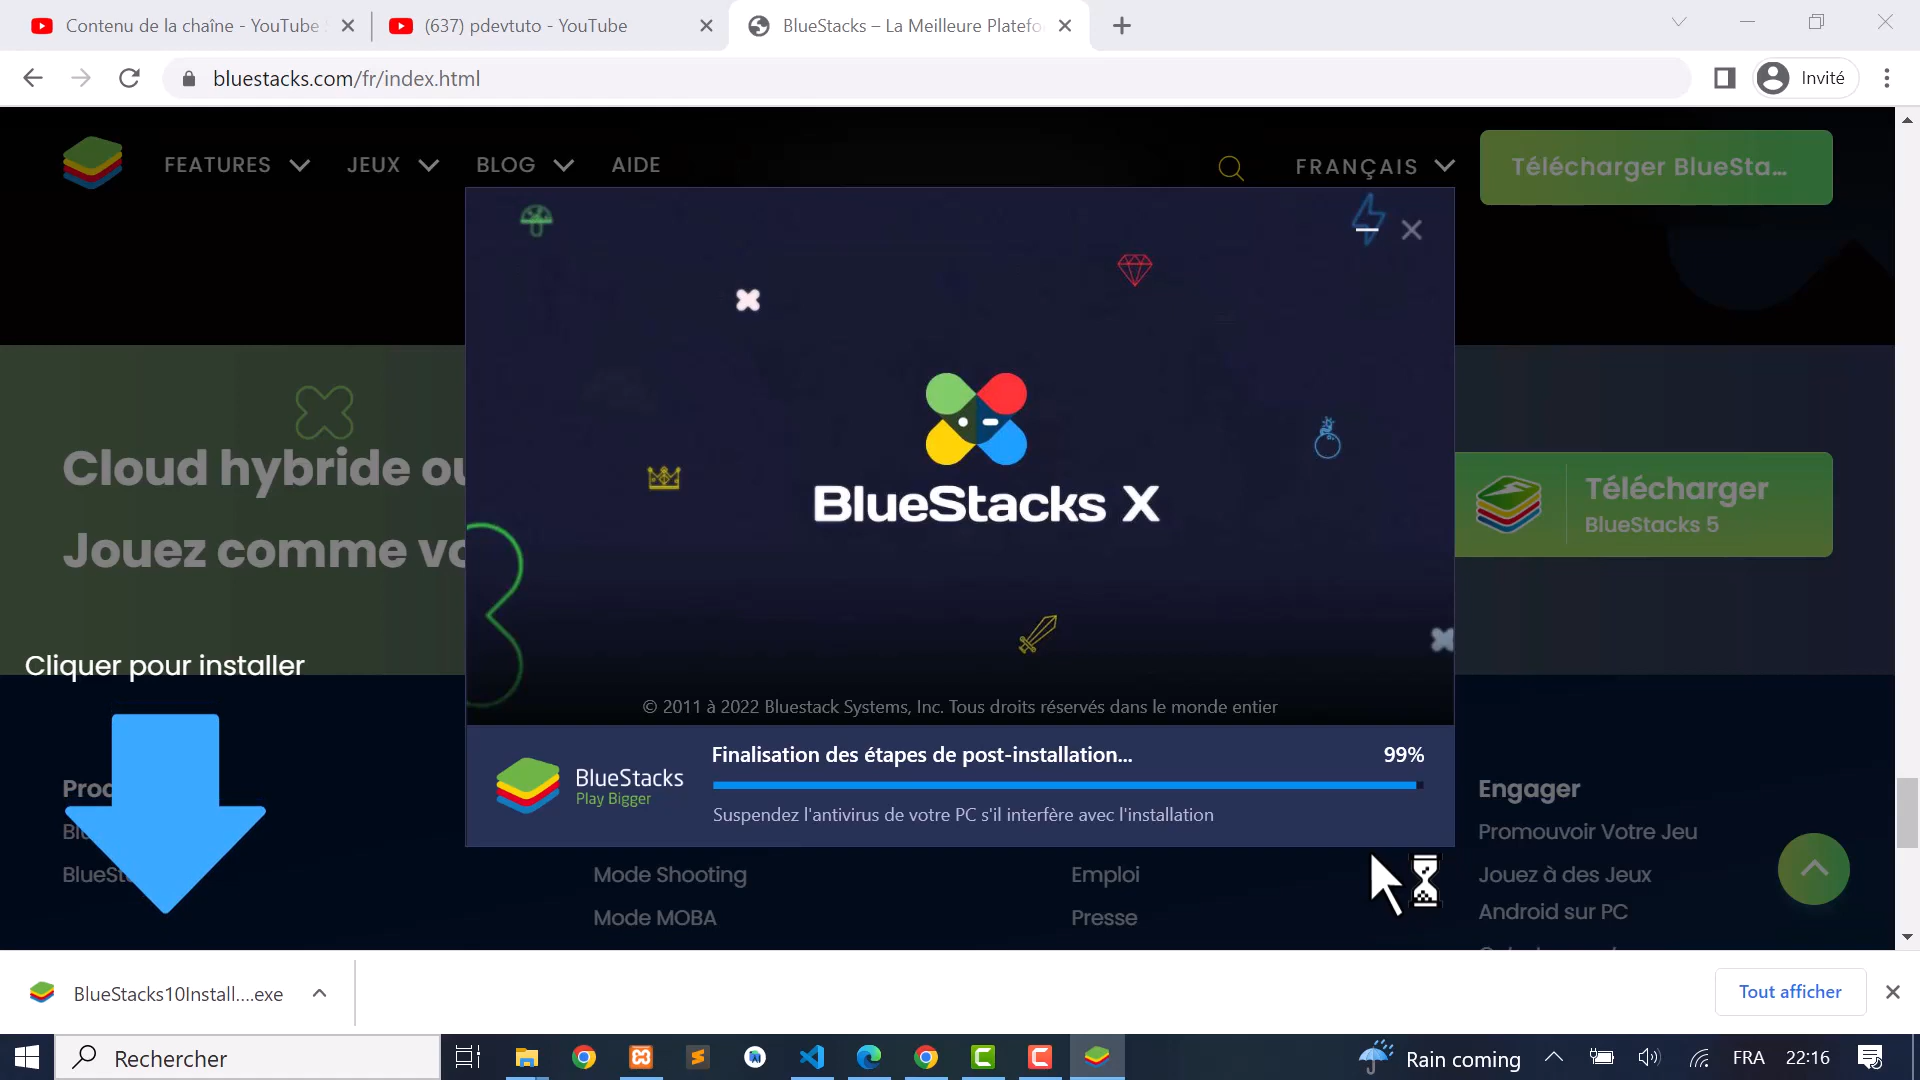 Contenu de la chaîne - YouTube
(637) pdevtuto - YouTube
BlueStacks – La Meilleure Platefo
bluestacks.com/fr/index.html
Invité
FEATURES
JEUX
BLOG
AIDE
FRANÇAIS
Télécharger BlueSta...
BlueStacks X
Cloud hybride ou
Jouez comme vo
Télécharger
BlueStacks 5
Cliquer pour installer
© 2011 à 2022 Bluestack Systems, Inc. Tous droits réservés dans le monde entier
Finalisation des étapes de post-installation...
99%
BlueStacks
Play Bigger
Suspendez l'antivirus de votre PC s'il interfère avec l'installation
Engager
Promouvoir Votre Jeu
BlueSt
Mode Shooting
Emploi
Jouez à des Jeux
Android sur PC
Mode MOBA
Presse
BlueStacks10Install....exe
Tout afficher
Rechercher
Rain coming
FRA
22:16